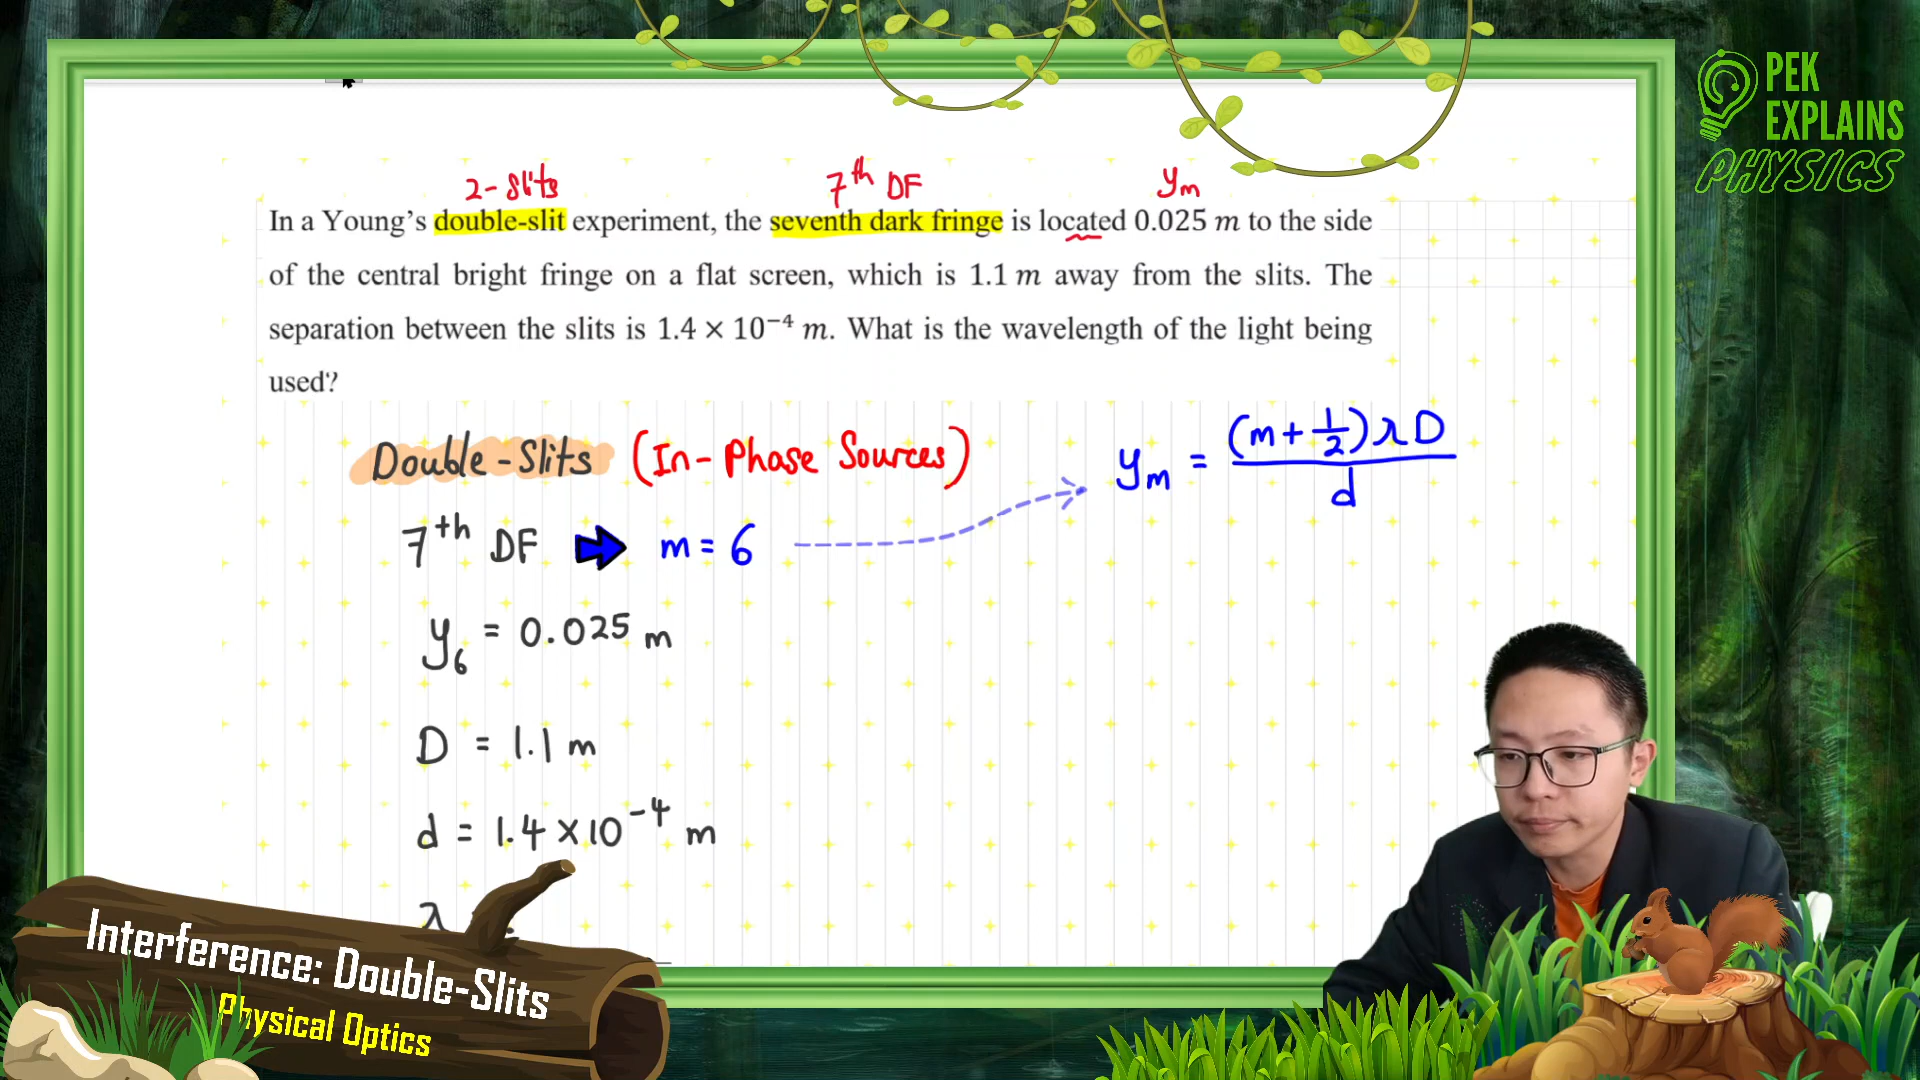 PEK
EXPLAINS
PHYSICS
2-Slits 7th DF ym
In a Young’s double-slit experiment, the seventh dark fringe is located 0.025 m to the side
of the central bright fringe on a flat screen, which is 1.1 m away from the slits. The
separation between the slits is 1.4 × 10⁻⁴ m. What is the wavelength of the light being
used?
Double-Slits (In-Phase Sources)
ym = (m+½)λD / d
7th DF ➡ m = 6
y₆ = 0.025 m
D = 1.1 m
d = 1.4 ×10⁻⁴ m
λ
Interference: Double-Slits
Physical Optics